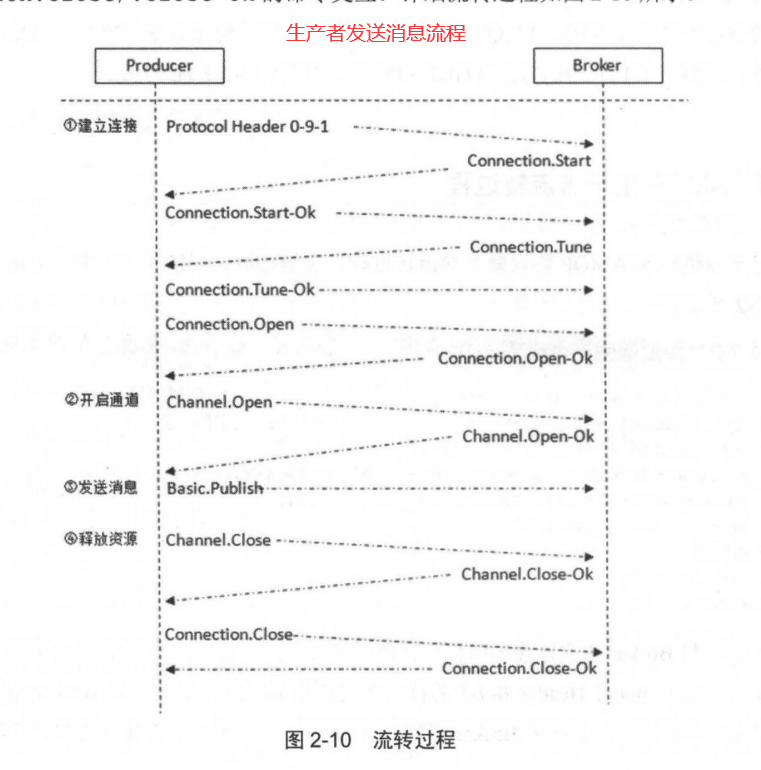 生产者发送消息流程
Producer
Broker
①建立连接
Protocol Header 0-9-1
Connection.Start
Connection.Start-Ok
Connection.Tune
Connection.Tune-Ok
Connection.Open
Connection.Open-Ok
②开启通道
Channel.Open
Channel.Open-Ok
③发送消息
Basic.Publish
④释放资源
Channel.Close
Channel.Close-Ok
Connection.Close
Connection.Close-Ok
图 2-10 流转过程